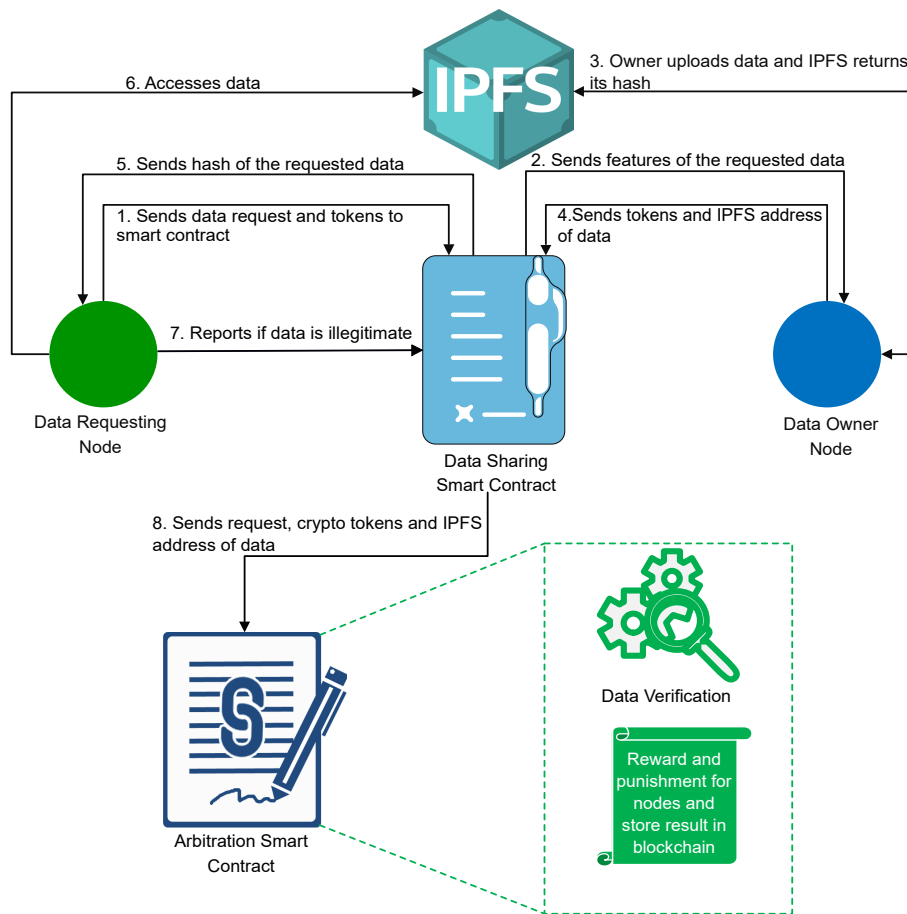 IPFS
3. Owner uploads data and IPFS returns
its hash
6. Accesses data
5. Sends hash of the requested data
2. Sends features of the requested data
1. Sends data request and tokens to
smart contract
4.Sends tokens and IPFS address
of data
7. Reports if data is illegitimate
Data Requesting
Node
Data Owner
Node
Data Sharing
Smart Contract
8. Sends request, crypto tokens and IPFS
address of data
Data Verification
Reward and
punishment for
nodes and
store result in
blockchain
Arbitration Smart
Contract